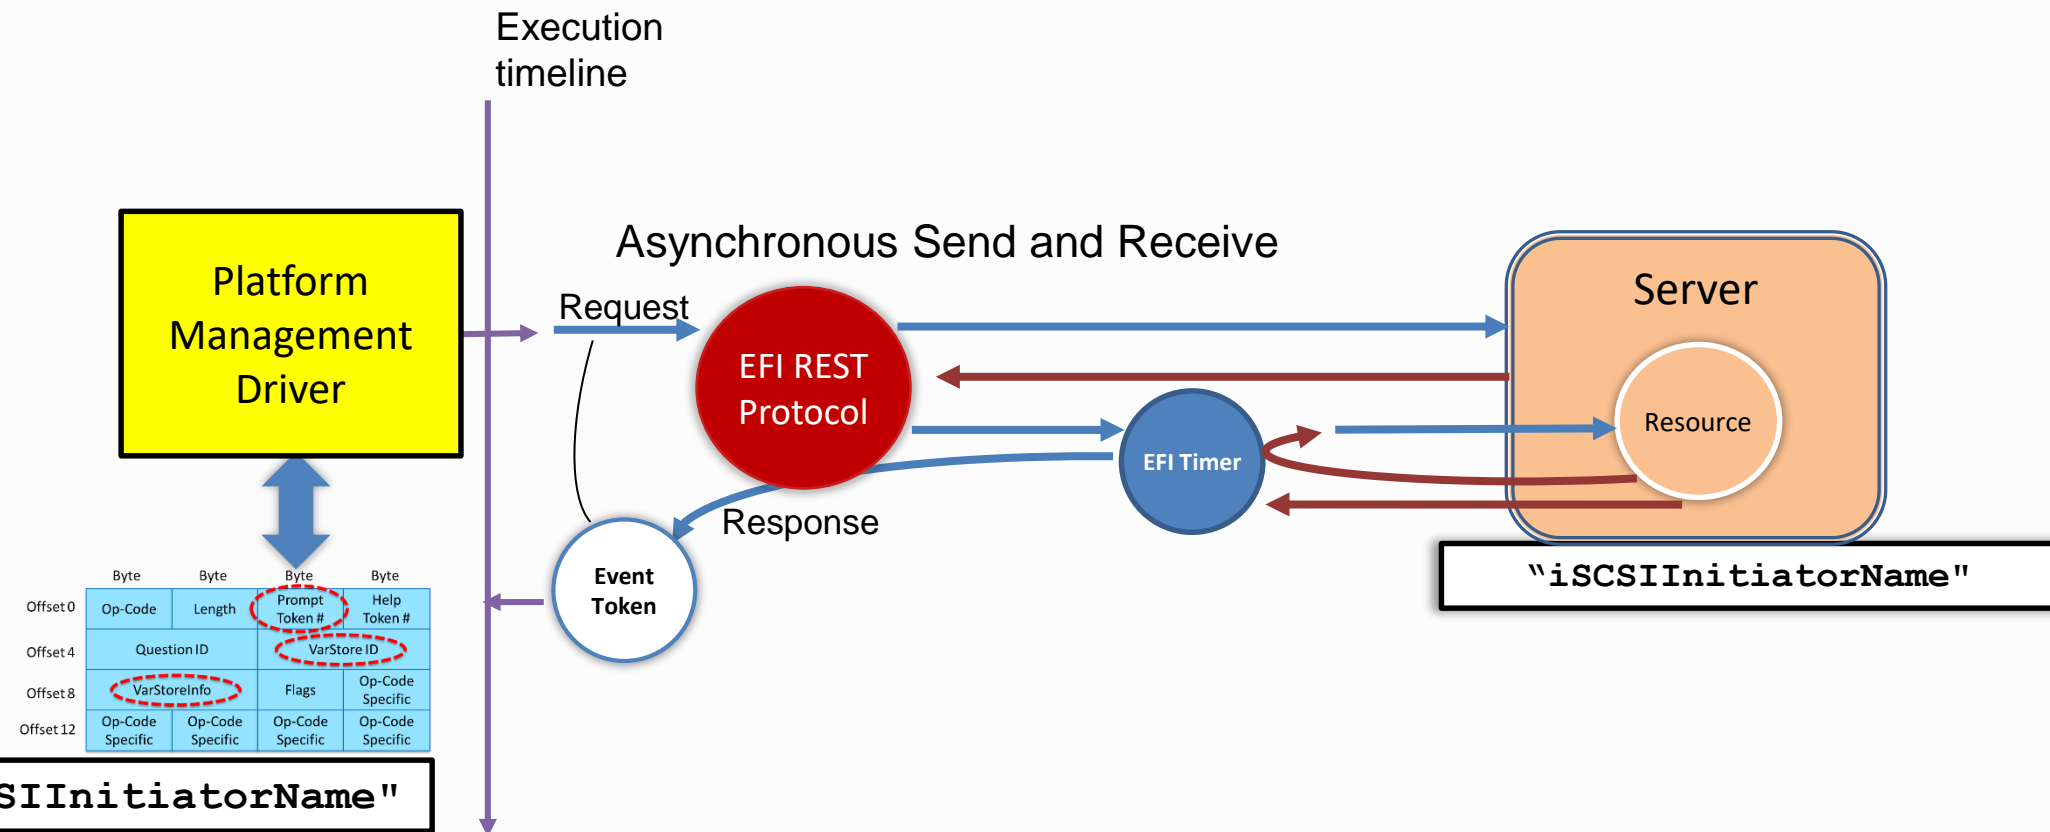 Execution
timeline
Asynchronous Send and Receive
Platform
Management
Driver
Request
EFI REST
Protocol
Server
Resource
EFI Timer
Response
Event
Token
“iSCSIInitiatorName"
Byte Byte Byte Byte
Offset 0 Op-Code Length Prompt Token # Help Token #
Offset 4 Question ID VarStore ID
Offset 8 VarStoreInfo Flags Op-Code Specific
Offset 12 Op-Code Specific Op-Code Specific Op-Code Specific Op-Code Specific
SIInitiatorName"